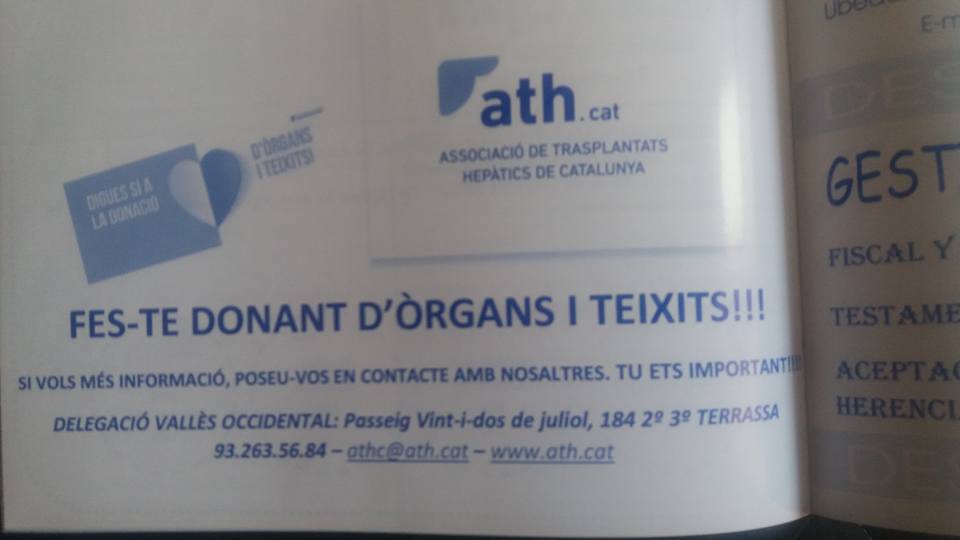 ath.cat
ASSOCIACIÓ DE TRASPLANTATS
HEPÀTICS DE CATALUNYA
DIGUES SÍ A
LA DONACIÓ
D'ÒRGANS
I TEIXITS!
FES-TE DONANT D'ÒRGANS I TEIXITS!!!
SI VOLS MÉS INFORMACIÓ, POSEU-VOS EN CONTACTE AMB NOSALTRES. TU ETS IMPORTANT!!!!
DELEGACIÓ VALLÈS OCCIDENTAL: Passeig Vint-i-dos de juliol, 184 2º 3º TERRASSA
93.263.56.84 – athc@ath.cat – www.ath.cat
E-m
DES
GEST
FISCAL Y
TESTAME
ACEPTAC
HERENCI
DES